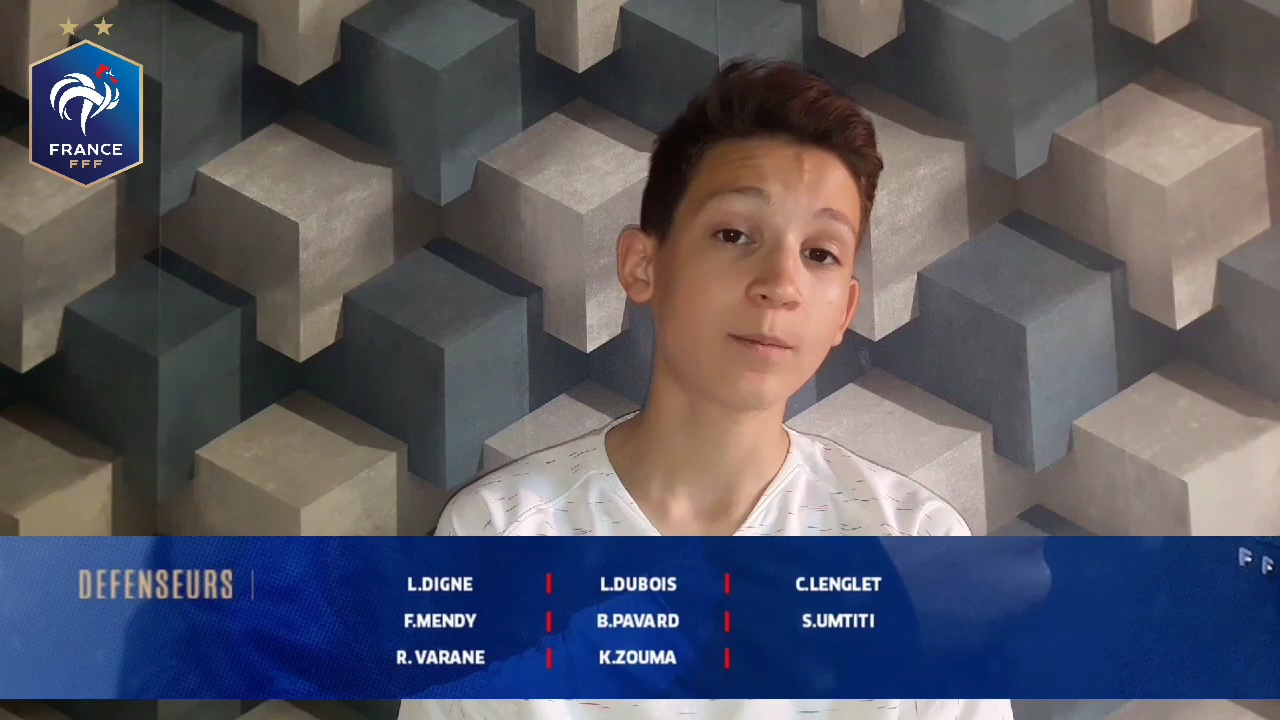 FRANCE
FFF
DEFENSEURS
L.DIGNE L.DUBOIS C.LENGLET
F.MENDY B.PAVARD S.UMTITI
R. VARANE K.ZOUMA
F F